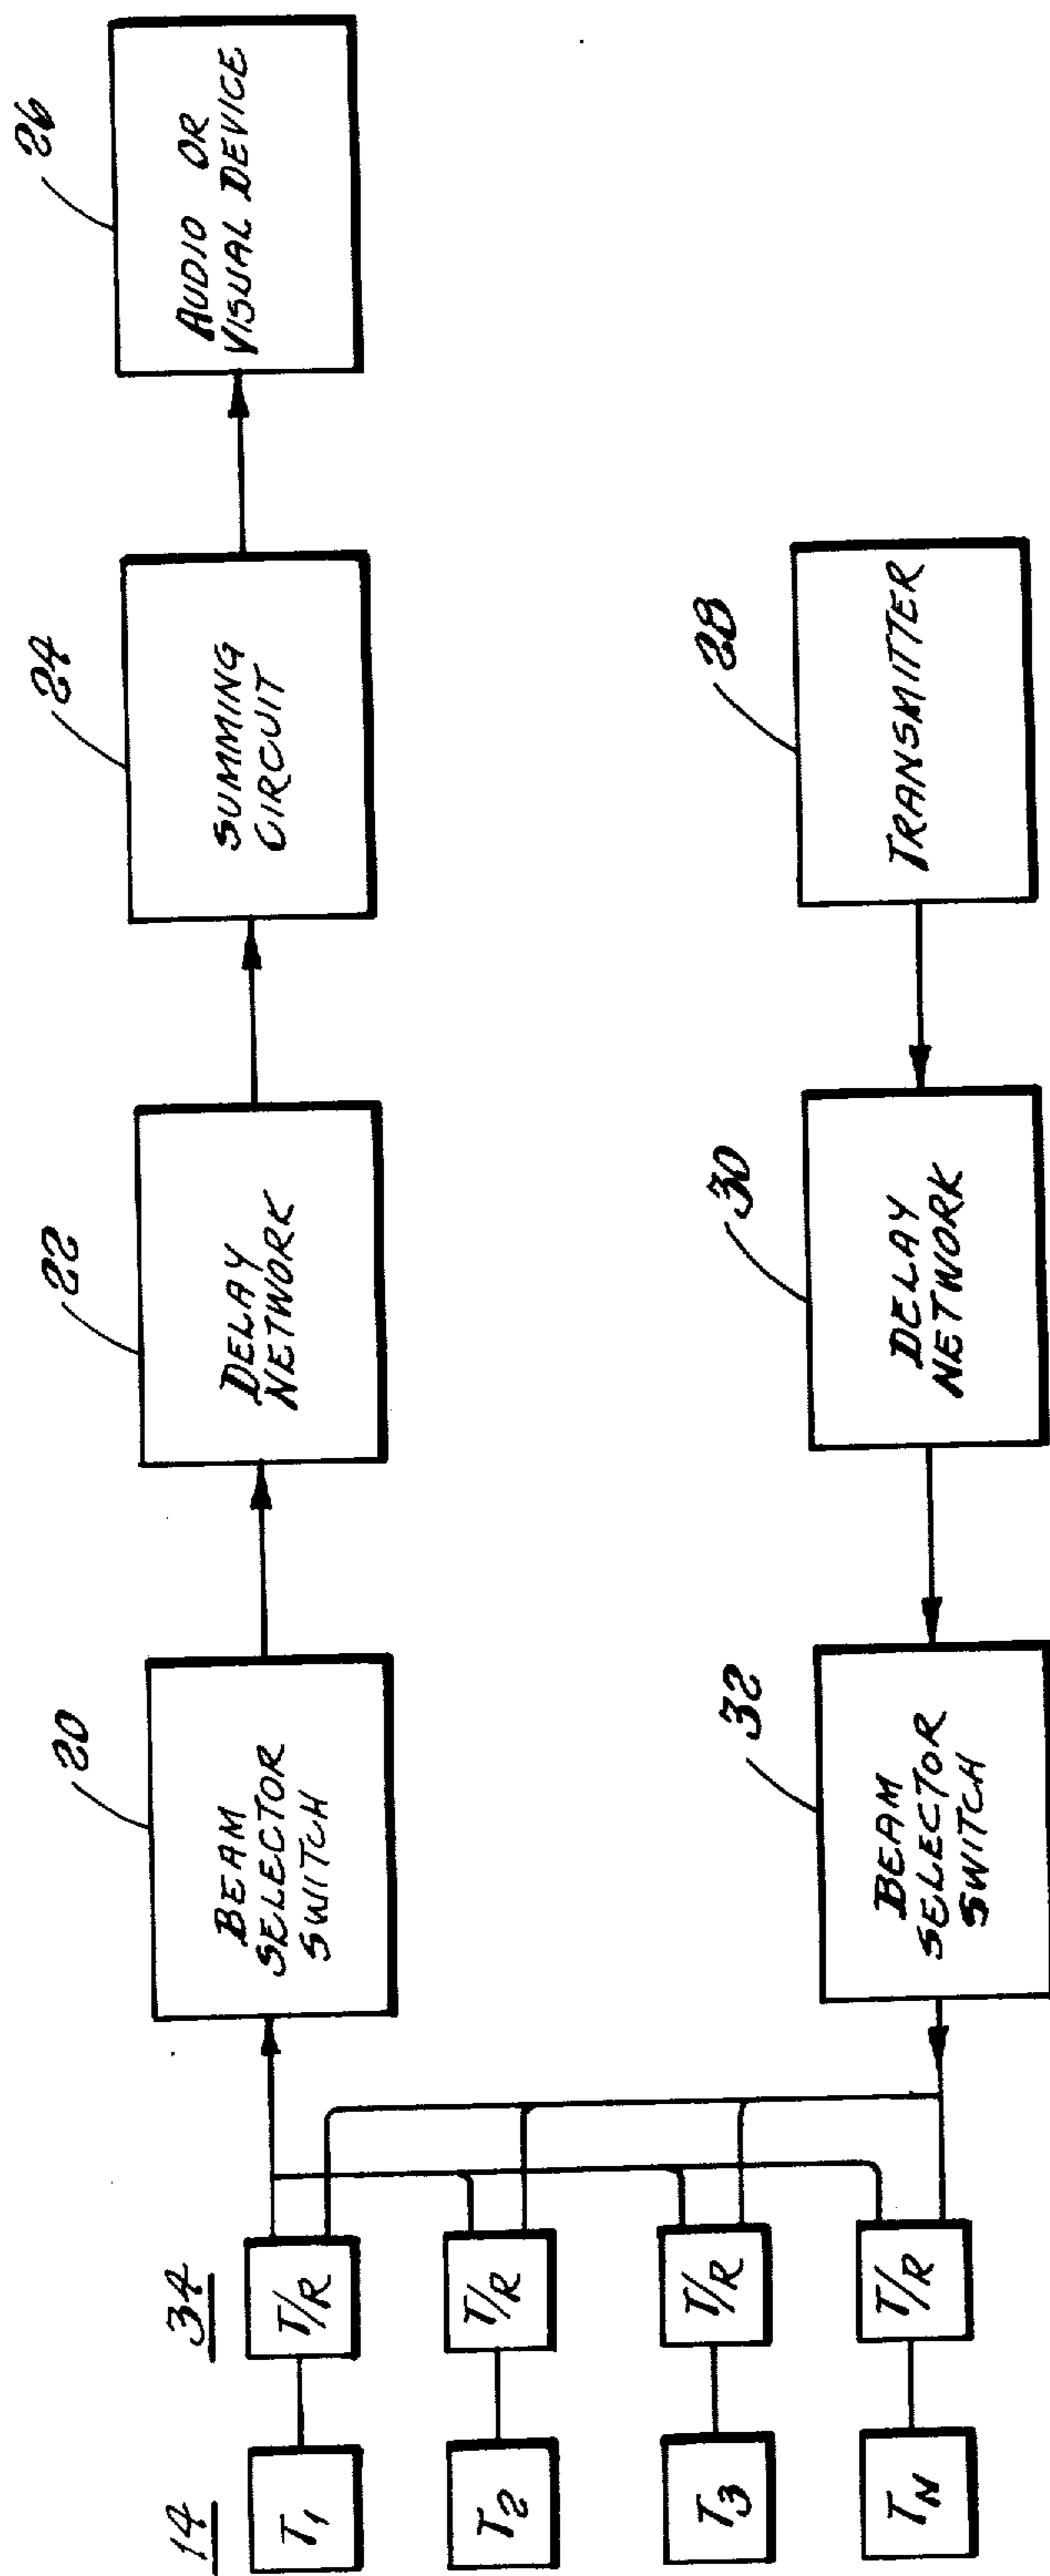 14
34
T1
T/R
T2
T/R
T3
T/R
TN
T/R
20
BEAM
SELECTOR
SWITCH
22
DELAY
NETWORK
24
SUMMING
CIRCUIT
26
AUDIO OR
VISUAL DEVICE
32
BEAM
SELECTOR
SWITCH
30
DELAY
NETWORK
28
TRANSMITTER